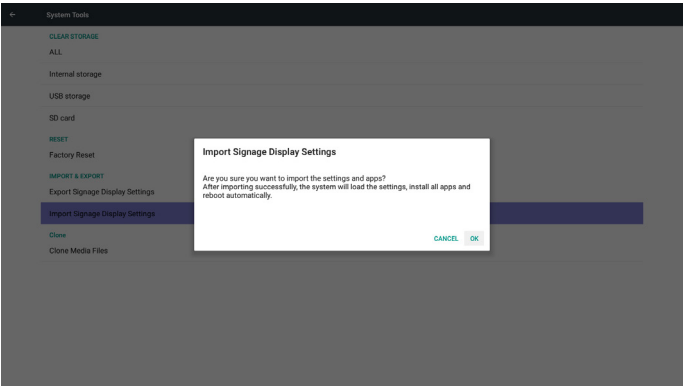 System Tools
CLEAR STORAGE
ALL
Internal storage
USB storage
SD card
RESET
Factory Reset
IMPORT & EXPORT
Export Signage Display Settings
Import Signage Display Settings
Clone
Clone Media Files
Import Signage Display Settings
Are you sure you want to import the settings and apps?
After importing successfully, the system will load the settings, install all apps and
reboot automatically.
CANCEL OK